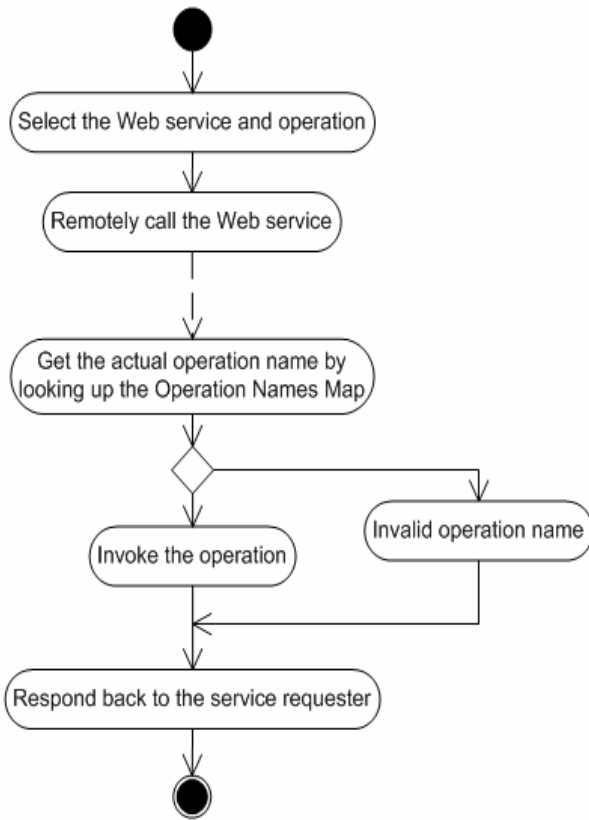 Select the Web service and operation
Remotely call the Web service
Get the actual operation name by
looking up the Operation Names Map
Invalid operation name
Invoke the operation
Respond back to the service requester